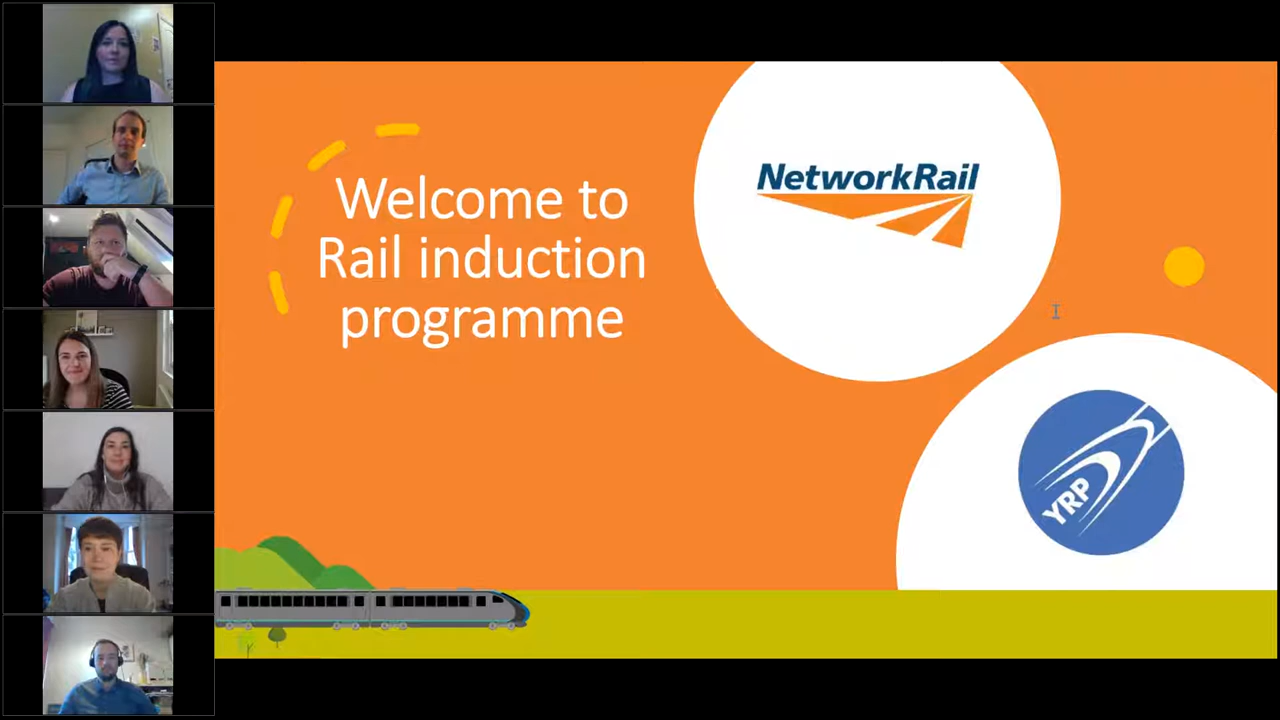 Welcome to
Rail induction
programme
NetworkRail
YRP